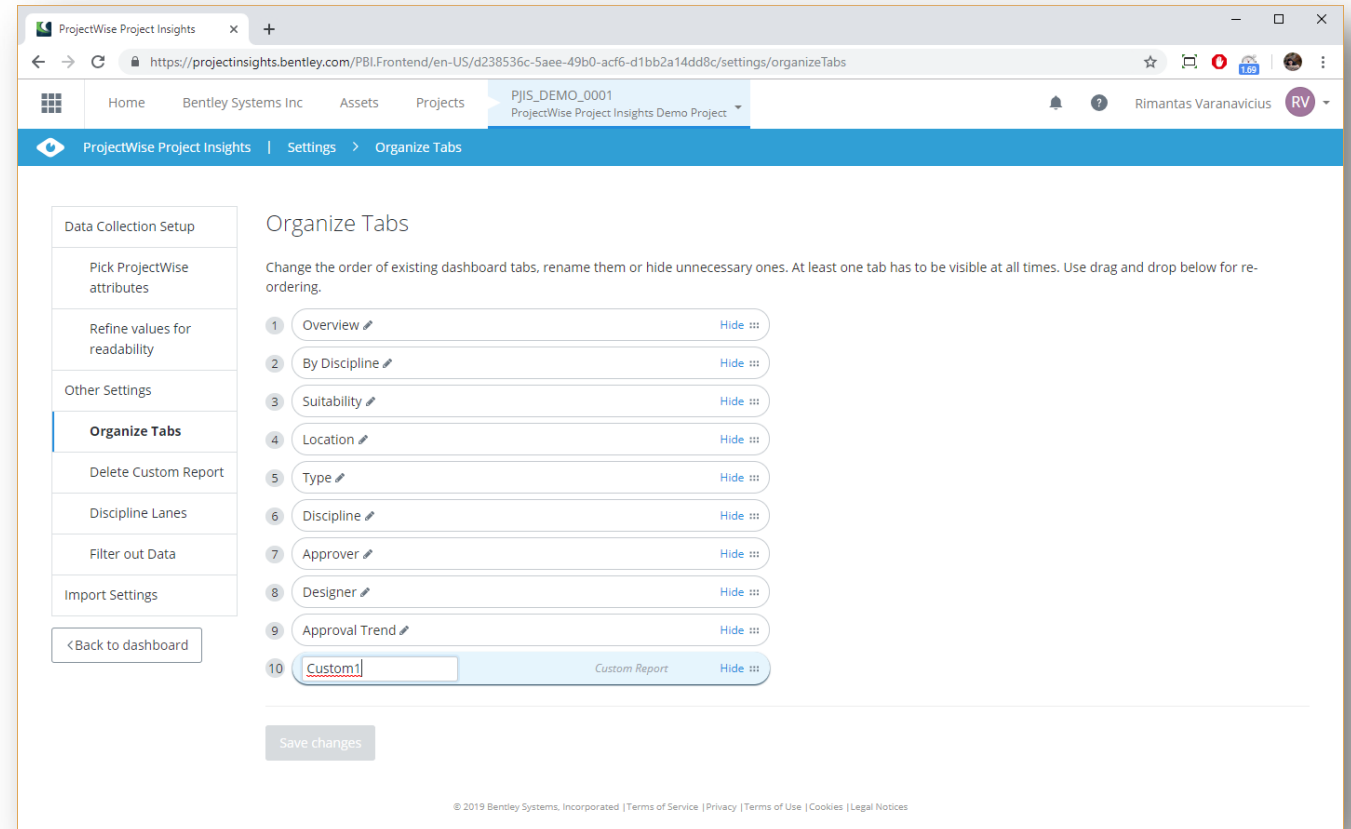 ProjectWise Project Insights
https://projectinsights.bentley.com/PBI.Frontend/en-US/d238536c-5aee-49b0-acf6-d1bb2a14dd8c/settings/organizeTabs
1.69
Home Bentley Systems Inc Assets Projects
PJIS_DEMO_0001
ProjectWise Project Insights Demo Project
? Rimantas Varanavicius RV
ProjectWise Project Insights | Settings > Organize Tabs
Data Collection Setup
Pick ProjectWise
attributes
Refine values for
readability
Other Settings
Organize Tabs
Delete Custom Report
Discipline Lanes
Filter out Data
Import Settings
<Back to dashboard
Organize Tabs
Change the order of existing dashboard tabs, rename them or hide unnecessary ones. At least one tab has to be visible at all times. Use drag and drop below for re-
ordering.
1 Overview Hide
2 By Discipline Hide
3 Suitability Hide
4 Location Hide
5 Type Hide
6 Discipline Hide
7 Approver Hide
8 Designer Hide
9 Approval Trend Hide
10 Custom1 Custom Report Hide
Save changes
© 2019 Bentley Systems, Incorporated |Terms of Service |Privacy |Terms of Use |Cookies |Legal Notices